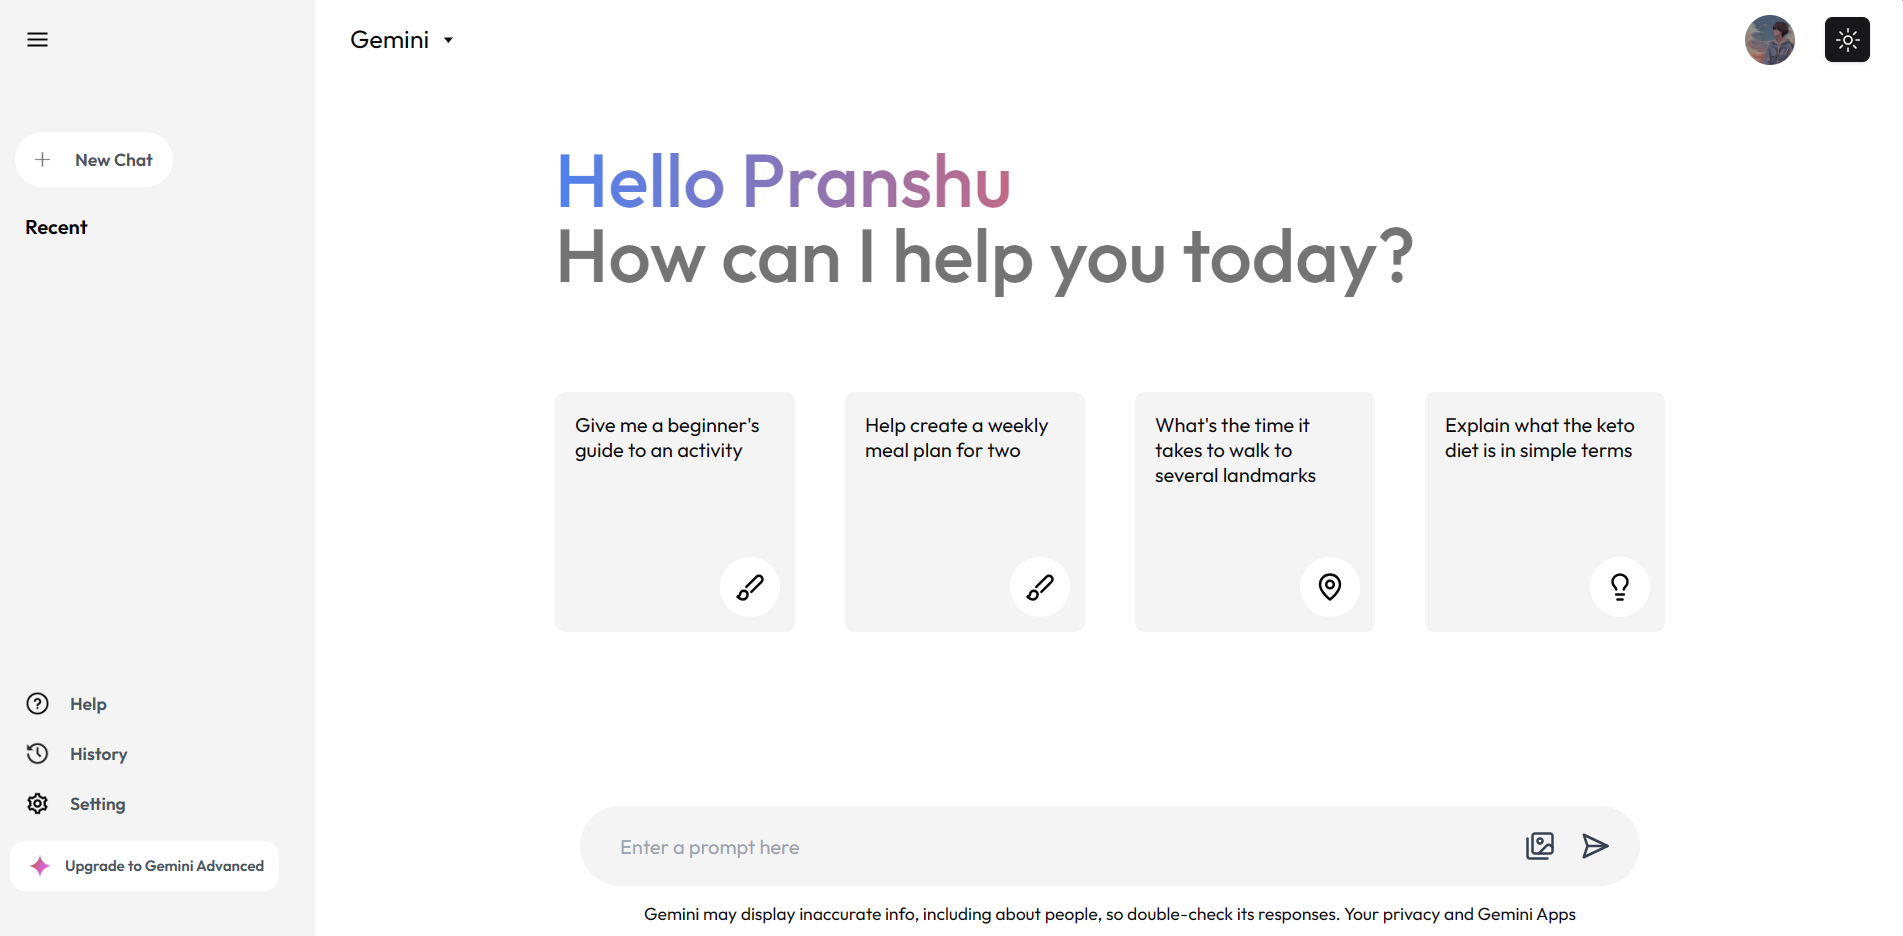 Gemini
New Chat
Recent
Hello Pranshu
How can I help you today?
Give me a beginner's
guide to an activity
Help create a weekly
meal plan for two
What's the time it
takes to walk to
several landmarks
Explain what the keto
diet is in simple terms
Help
History
Setting
Upgrade to Gemini Advanced
Enter a prompt here
Gemini may display inaccurate info, including about people, so double-check its responses. Your privacy and Gemini Apps